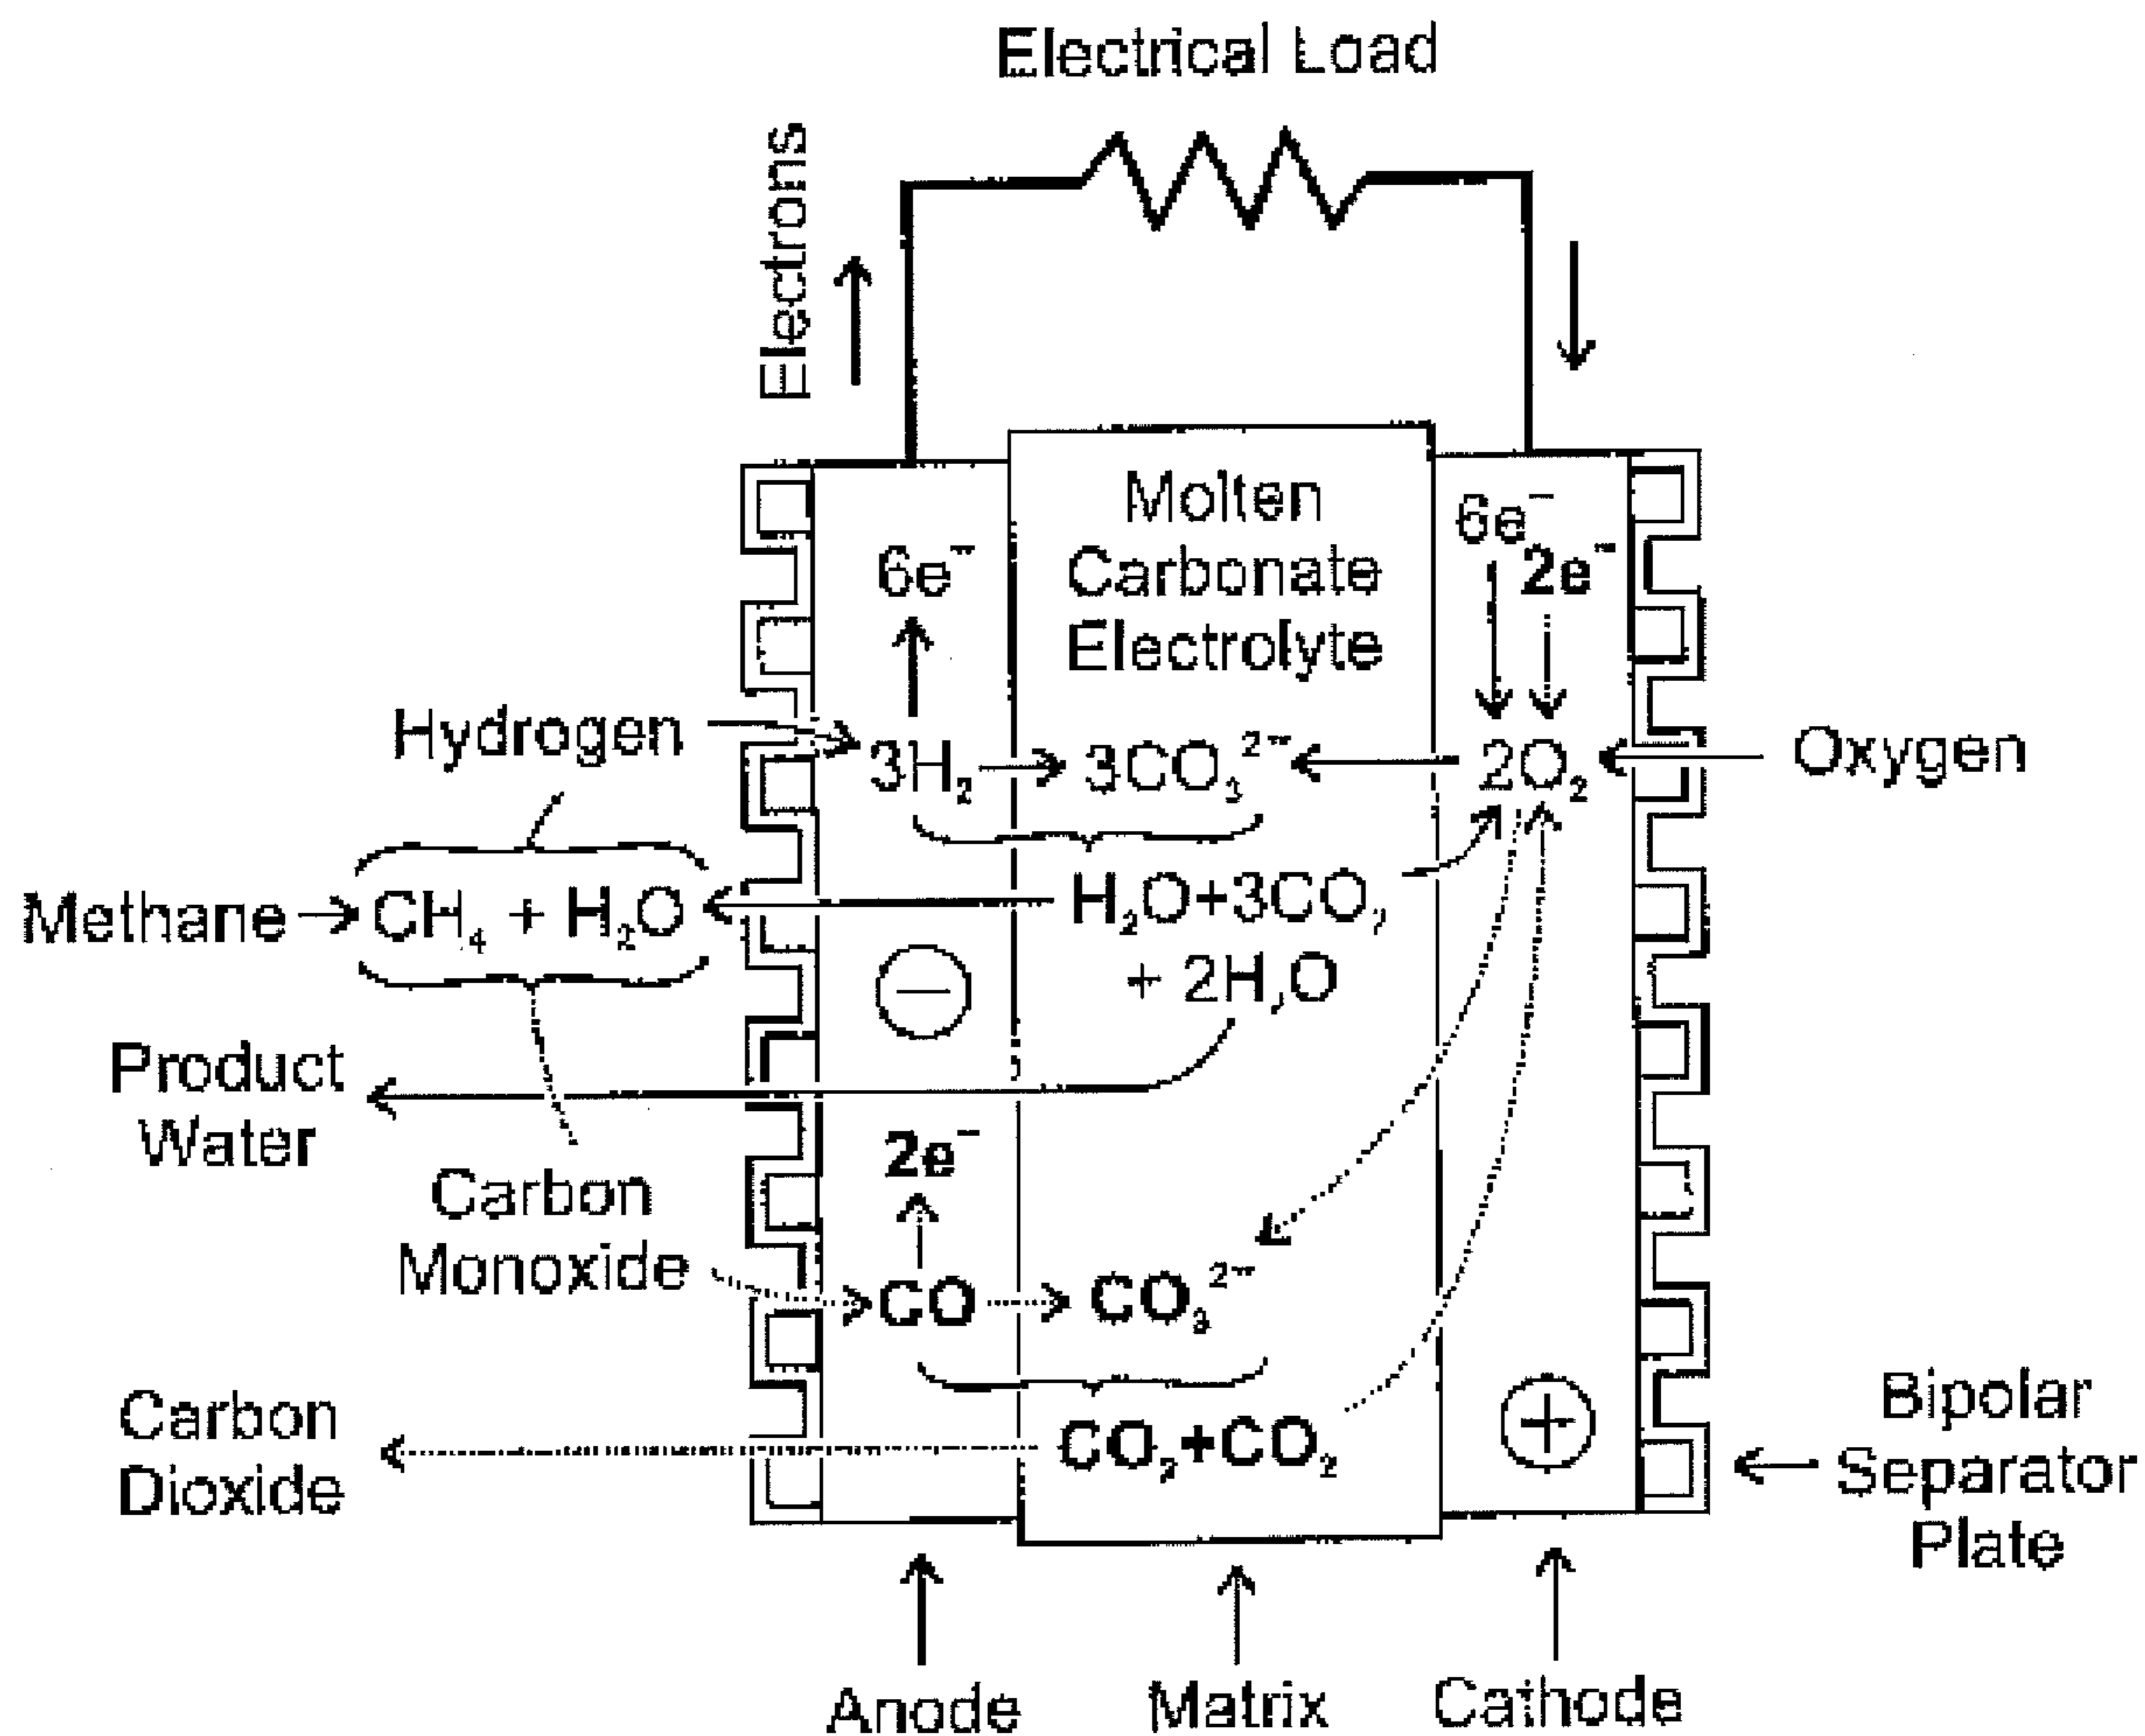 Electrical Load
Electrons
Molten
Carbonate
Electrolyte
6e⁻
6e⁻
2e⁻
Hydrogen
3H₂
3CO₃²⁻
2O₂
Oxygen
Methane
CH₄ + H₂O
H₂O+3CO₂
+ 2H₂O
−
Product
Water
2e⁻
Carbon
Monoxide
CO
CO₃²⁻
Carbon
Dioxide
CO₂+CO₂
+
Bipolar
Separator
Plate
Anode
Matrix
Cathode